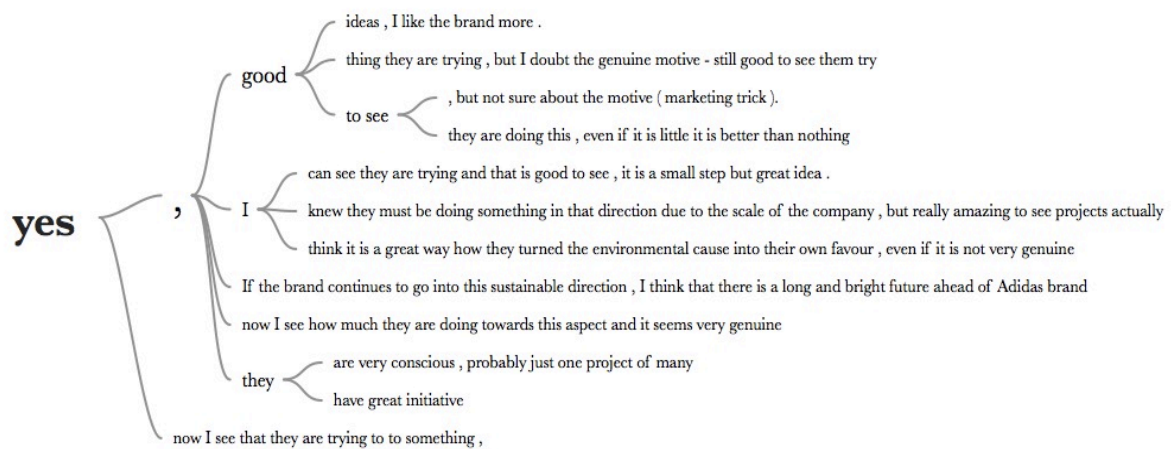 ideas , I like the brand more .
thing they are trying , but I doubt the genuine motive - still good to see them try
good
, but not sure about the motive ( marketing trick ).
to see
they are doing this , even if it is little it is better than nothing
can see they are trying and that is good to see , it is a small step but great idea .
yes
,
I
knew they must be doing something in that direction due to the scale of the company , but really amazing to see projects actually
think it is a great way how they turned the environmental cause into their own favour , even if it is not very genuine
If the brand continues to go into this sustainable direction , I think that there is a long and bright future ahead of Adidas brand
now I see how much they are doing towards this aspect and it seems very genuine
are very conscious , probably just one project of many
they
have great initiative
now I see that they are trying to to something ,